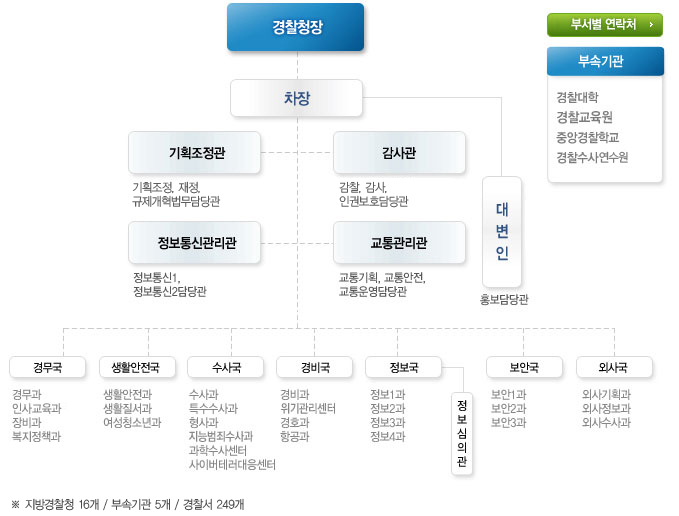 경찰청장
부서별 연락처
부속기관
경찰대학
경찰교육원
중앙경찰학교
경찰수사연수원
차장
기획조정관
기획조정, 재정,
규제개혁법무담당관
감사관
감찰, 감사,
인권보호담당관
대변인
홍보담당관
정보통신관리관
정보통신1,
정보통신2담당관
교통관리관
교통기획, 교통안전,
교통운영담당관
경무국
경무과
인사교육과
장비과
복지정책과
생활안전국
생활안전과
생활질서과
여성청소년과
수사국
수사과
특수수사과
형사과
지능범죄수사과
과학수사센터
사이버테러대응센터
경비국
경비과
위기관리센터
경호과
항공과
정보국
정보1과
정보2과
정보3과
정보4과
정보심의관
보안국
보안1과
보안2과
보안3과
외사국
외사기획과
외사정보과
외사수사과
※ 지방경찰청 16개 / 부속기관 5개 / 경찰서 249개